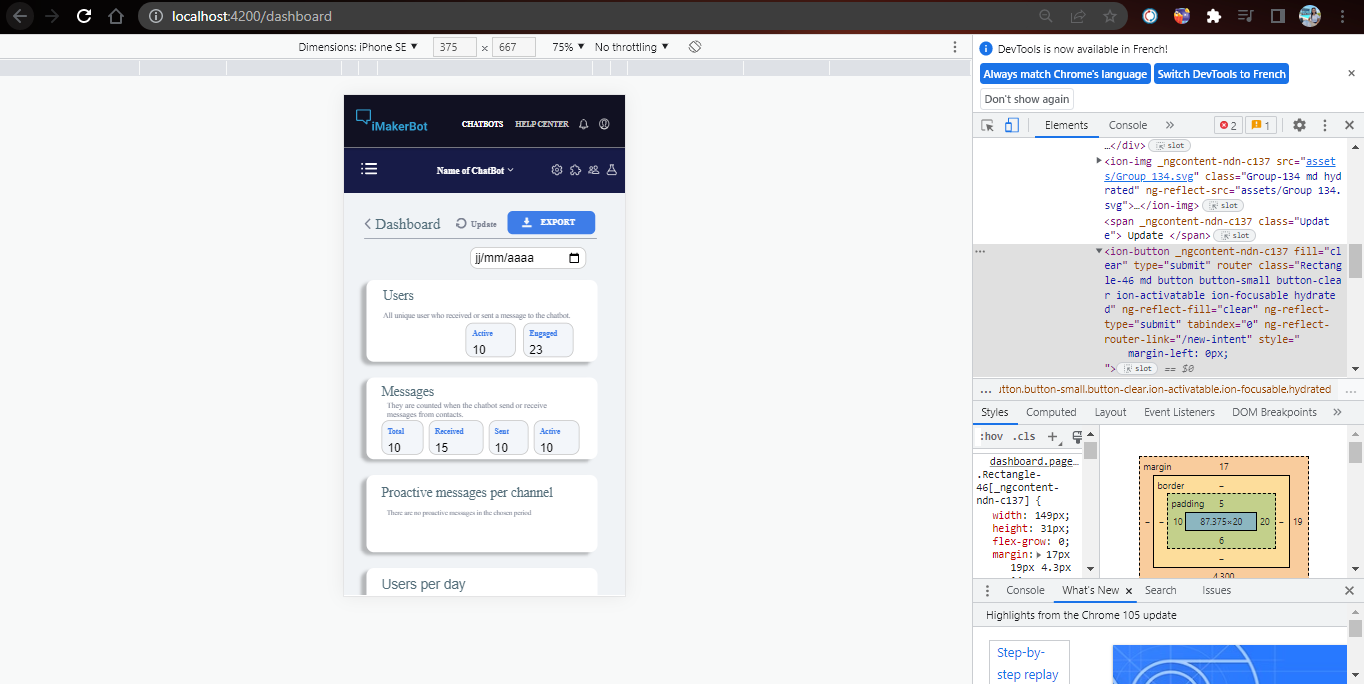 localhost:4200/dashboard
Dimensions: iPhone SE ▼ 375 × 667 75% ▼ No throttling ▼
iMakerBot CHATBOTS HELP CENTER
Name of ChatBot
Dashboard Update EXPORT
jj/mm/aaaa
Users
All unique user who received or sent a message to the chatbot.
Active Engaged
10 23
Messages
They are counted when the chatbot send or receive
messages from contacts.
Total Received Sent Active
10 15 10 10
Proactive messages per channel
There are no proactive messages in the chosen period
Users per day
DevTools is now available in French!
Always match Chrome's language Switch DevTools to French
Don't show again
Elements Console » 2 1
…</div> slot
<ion-img _ngcontent-ndn-c137 src="asset
s/Group 134.svg" class="Group-134 md hyd
rated" ng-reflect-src="assets/Group 134.
svg">…</ion-img> slot
<span _ngcontent-ndn-c137 class="Updat
e"> Update </span> slot
<ion-button _ngcontent-ndn-c137 fill="cl
ear" type="submit" router class="Rectang
le-46 md button button-small button-clea
r ion-activatable ion-focusable hydrate
d" ng-reflect-fill="clear" ng-reflect-
type="submit" tabindex="0" ng-reflect-
router-link="/new-intent" style="
margin-left: 0px;
"> slot == $0
… utton.button-small.button-clear.ion-activatable.ion-focusable.hydrated …
Styles Computed Layout Event Listeners DOM Breakpoints »
:hov .cls +
dashboard.page…
.Rectangle-
46[_ngcontent-
ndn-c137] {
width: 149px;
height: 31px;
flex-grow: 0;
margin: 17px
19px 4.3px
margin 17
border –
padding 5
– – 10 87.375×20 20 – 19
6
–
4.300
Console What's New × Search Issues
Highlights from the Chrome 105 update
Step-by-
step replay